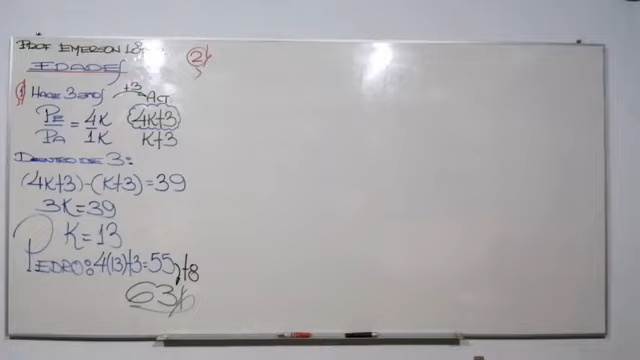 PROF EMERSON
EDADES
1) HACE 3 AÑOS +3 ACT
PE = 4K 4K+3
PA 1K K+3
DENTRO DE 3:
(4K+3)-(K+3)=39
3K=39
K=13
PEDRO: 4(13)+3=55 +8
63
2)